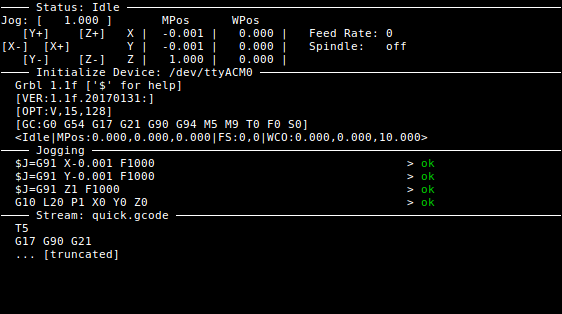 Status: Idle
Jog: [   1.000 ]       MPos      WPos
[Y+]    [Z+]   X |  -0.001 |   0.000 |   Feed Rate: 0
[X-]  [X+]        Y |  -0.001 |   0.000 |   Spindle:   off
[Y-]    [Z-]   Z |   1.000 |   0.000 |
Initialize Device: /dev/ttyACM0
Grbl 1.1f ['$' for help]
[VER:1.1f.20170131:]
[OPT:V,15,128]
[GC:G0 G54 G17 G21 G90 G94 M5 M9 T0 F0 S0]
<Idle|MPos:0.000,0.000,0.000|FS:0,0|WCO:0.000,0.000,10.000>
Jogging
$J=G91 X-0.001 F1000 > ok
$J=G91 Y-0.001 F1000 > ok
$J=G91 Z1 F1000 > ok
G10 L20 P1 X0 Y0 Z0 > ok
Stream: quick.gcode
T5
G17 G90 G21
... [truncated]